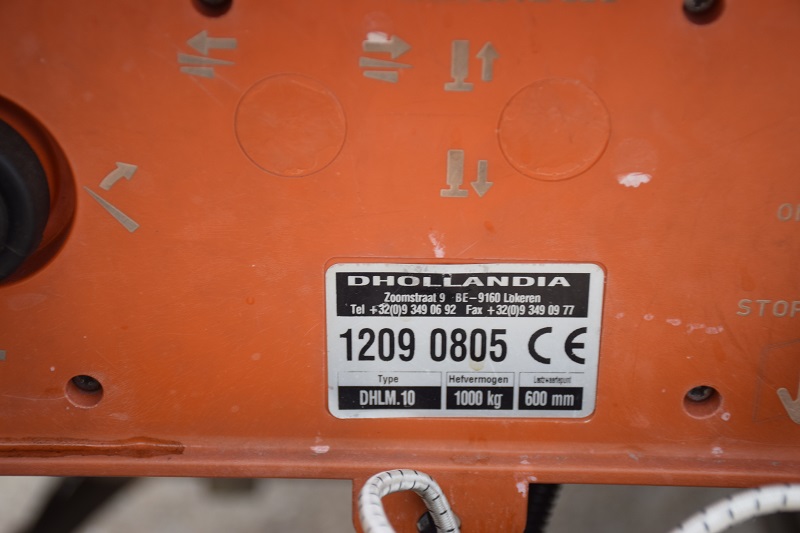 DHOLLANDIA
Zoomstraat 9 BE-9160 Lokeren
Tel +32(0)9 349 06 92 Fax +32(0)9 349 09 77
1209 0805 CE
Type Hefvermogen Lastzwaartepunt
DHLM.10 1000 kg 600 mm
STOP